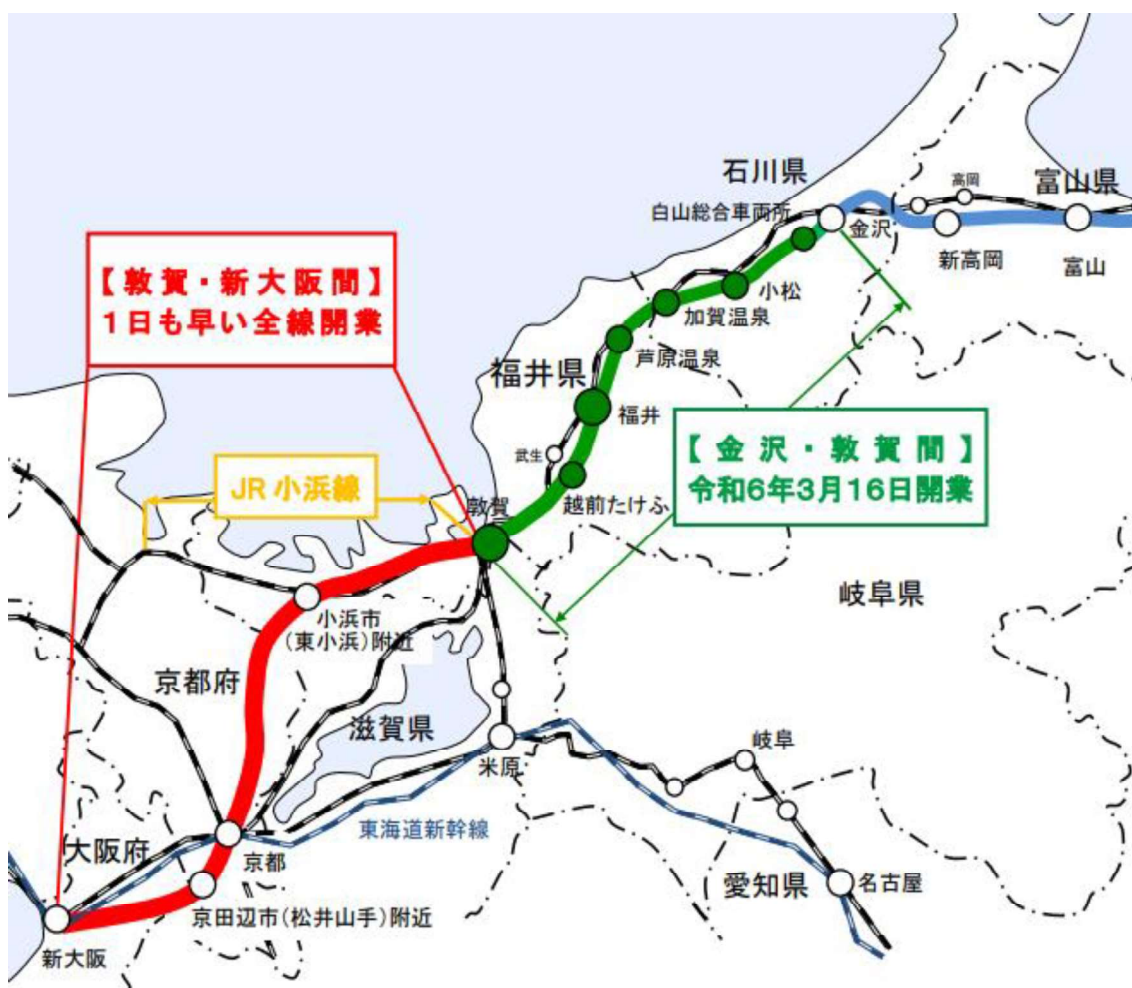 石川県
高岡
富山県
白山総合車両所
金沢
新高岡
富山
【敦賀・新大阪間】
1日も早い全線開業
小松
加賀温泉
芦原温泉
福井県
福井
【金沢・敦賀間】
令和6年3月16日開業
武生
越前たけふ
JR小浜線
敦賀
岐阜県
小浜市
(東小浜)附近
京都府
滋賀県
米原
岐阜
東海道新幹線
大阪府
京都
愛知県
名古屋
京田辺市(松井山手)附近
新大阪